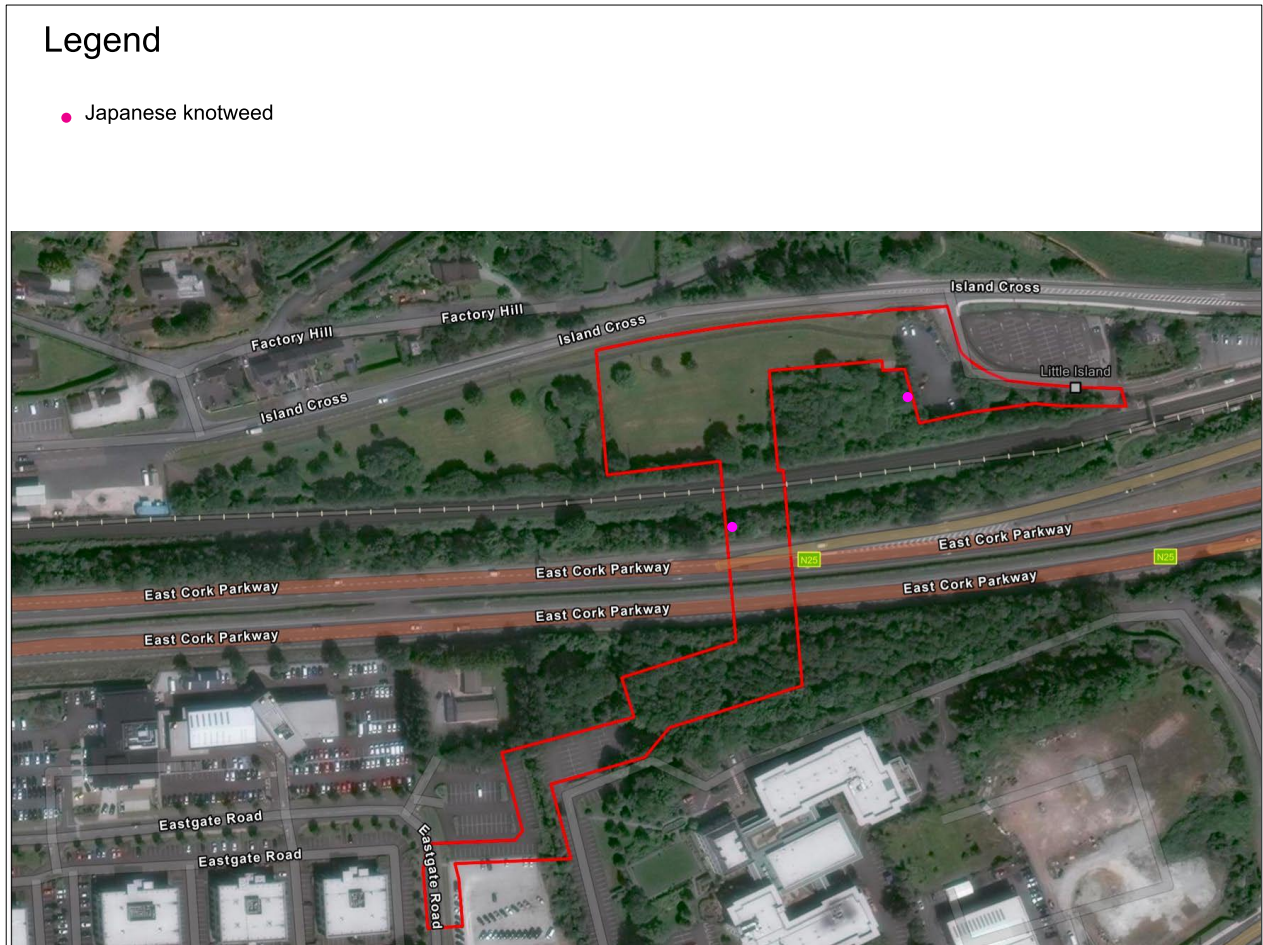 Legend
Japanese knotweed
Island Cross
Factory Hill
Factory Hill
Island Cross
Little Island
Island Cross
East Cork Parkway
N25
N25
East Cork Parkway
East Cork Parkway
East Cork Parkway
East Cork Parkway
East Cork Parkway
Eastgate Road
Eastgate Road
Eastgate Road